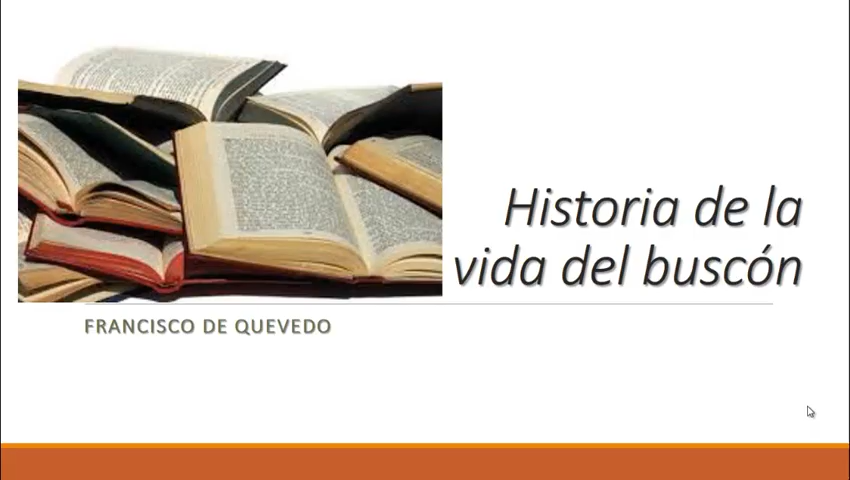 Historia de la
vida del buscón
FRANCISCO DE QUEVEDO